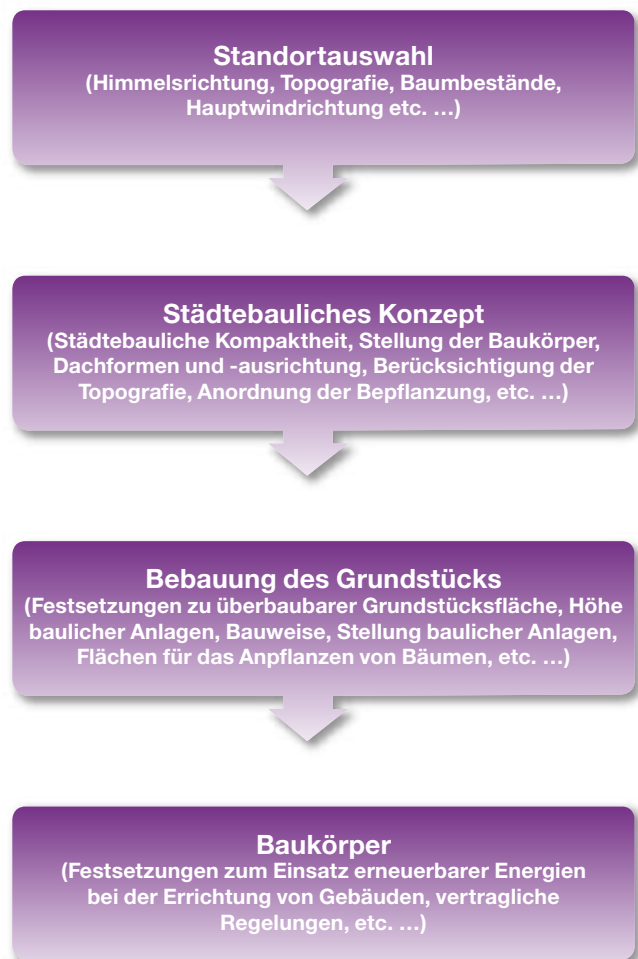 Standortauswahl
(Himmelsrichtung, Topografie, Baumbestände,
Hauptwindrichtung etc. …)
Städtebauliches Konzept
(Städtebauliche Kompaktheit, Stellung der Baukörper,
Dachformen und -ausrichtung, Berücksichtigung der
Topografie, Anordnung der Bepflanzung, etc. …)
Bebauung des Grundstücks
(Festsetzungen zu überbaubarer Grundstücksfläche, Höhe
baulicher Anlagen, Bauweise, Stellung baulicher Anlagen,
Flächen für das Anpflanzen von Bäumen, etc. …)
Baukörper
(Festsetzungen zum Einsatz erneuerbarer Energien
bei der Errichtung von Gebäuden, vertragliche
Regelungen, etc. …)